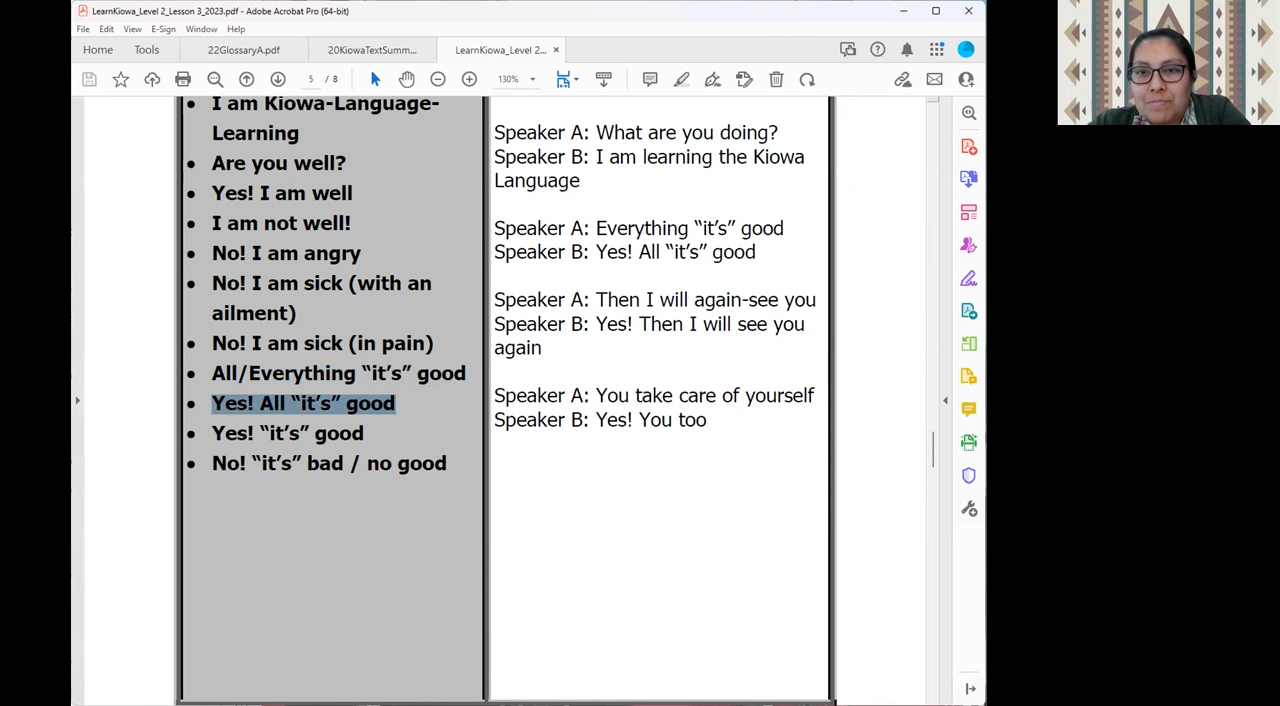 LearnKiowa_Level 2_Lesson 3_2023.pdf - Adobe Acrobat Pro (64-bit)
File Edit View E-Sign Window Help
Home Tools 22GlossaryA.pdf 20KiowaTextSumm... LearnKiowa_Level 2... ×
5 / 8 130%
• I am Kiowa-Language-
Learning
• Are you well?
• Yes! I am well
• I am not well!
• No! I am angry
• No! I am sick (with an
ailment)
• No! I am sick (in pain)
• All/Everything “it’s” good
• Yes! All “it’s” good
• Yes! “it’s” good
• No! “it’s” bad / no good
Speaker A: What are you doing?
Speaker B: I am learning the Kiowa
Language
Speaker A: Everything “it’s” good
Speaker B: Yes! All “it’s” good
Speaker A: Then I will again-see you
Speaker B: Yes! Then I will see you
again
Speaker A: You take care of yourself
Speaker B: Yes! You too